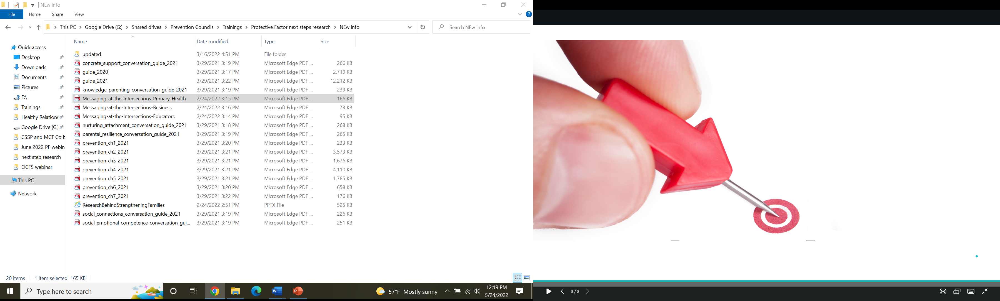 NEw info
File Home Share View
This PC Google Drive (G:) Shared drives Prevention Councils Trainings Protective Factor next steps research NEw info
Search NEw info
Name Date modified Type Size
Quick access
Desktop
Downloads
Documents
Pictures
E:\
Trainings
Healthy Relations
Google Drive (G:)
CSSP and MCT Co b
June 2022 PF webin
next step research
OCFS webinar
This PC
Network
updated 3/16/2022 4:51 PM File folder
concrete_support_conversation_guide_2021 3/29/2021 3:19 PM Microsoft Edge PDF ... 266 KB
guide_2020 3/29/2021 3:17 PM Microsoft Edge PDF ... 2,719 KB
guide_2021 3/29/2021 3:22 PM Microsoft Edge PDF ... 12,212 KB
knowledge_parenting_conversation_guide_2021 3/29/2021 3:19 PM Microsoft Edge PDF ... 239 KB
Messaging-at-the-Intersections_Primary-Health 2/24/2022 3:15 PM Microsoft Edge PDF ... 166 KB
Messaging-at-the-Intersections-Business 2/24/2022 3:16 PM Microsoft Edge PDF ... 73 KB
Messaging-at-the-Intersections-Educators 2/24/2022 3:14 PM Microsoft Edge PDF ... 95 KB
nurturing_attachment_conversation_guide_2021 3/29/2021 3:18 PM Microsoft Edge PDF ... 268 KB
parental_resilience_conversation_guide_2021 3/29/2021 3:19 PM Microsoft Edge PDF ... 265 KB
prevention_ch1_2021 3/29/2021 3:20 PM Microsoft Edge PDF ... 233 KB
prevention_ch2_2021 3/29/2021 3:21 PM Microsoft Edge PDF ... 3,573 KB
prevention_ch3_2021 3/29/2021 3:21 PM Microsoft Edge PDF ... 1,676 KB
prevention_ch4_2021 3/29/2021 3:21 PM Microsoft Edge PDF ... 4,110 KB
prevention_ch5_2021 3/29/2021 3:21 PM Microsoft Edge PDF ... 1,785 KB
prevention_ch6_2021 3/29/2021 3:20 PM Microsoft Edge PDF ... 658 KB
prevention_ch7_2021 3/29/2021 3:22 PM Microsoft Edge PDF ... 176 KB
ResearchBehindStrengtheningFamilies 2/24/2022 2:51 PM PPTX File 525 KB
social_connections_conversation_guide_2021 3/29/2021 3:19 PM Microsoft Edge PDF ... 226 KB
social_emotional_competence_conversation_gui... 3/29/2021 3:19 PM Microsoft Edge PDF ... 251 KB
20 items 1 item selected 165 KB
Type here to search
57°F Mostly sunny
12:19 PM
5/24/2022
3 / 3